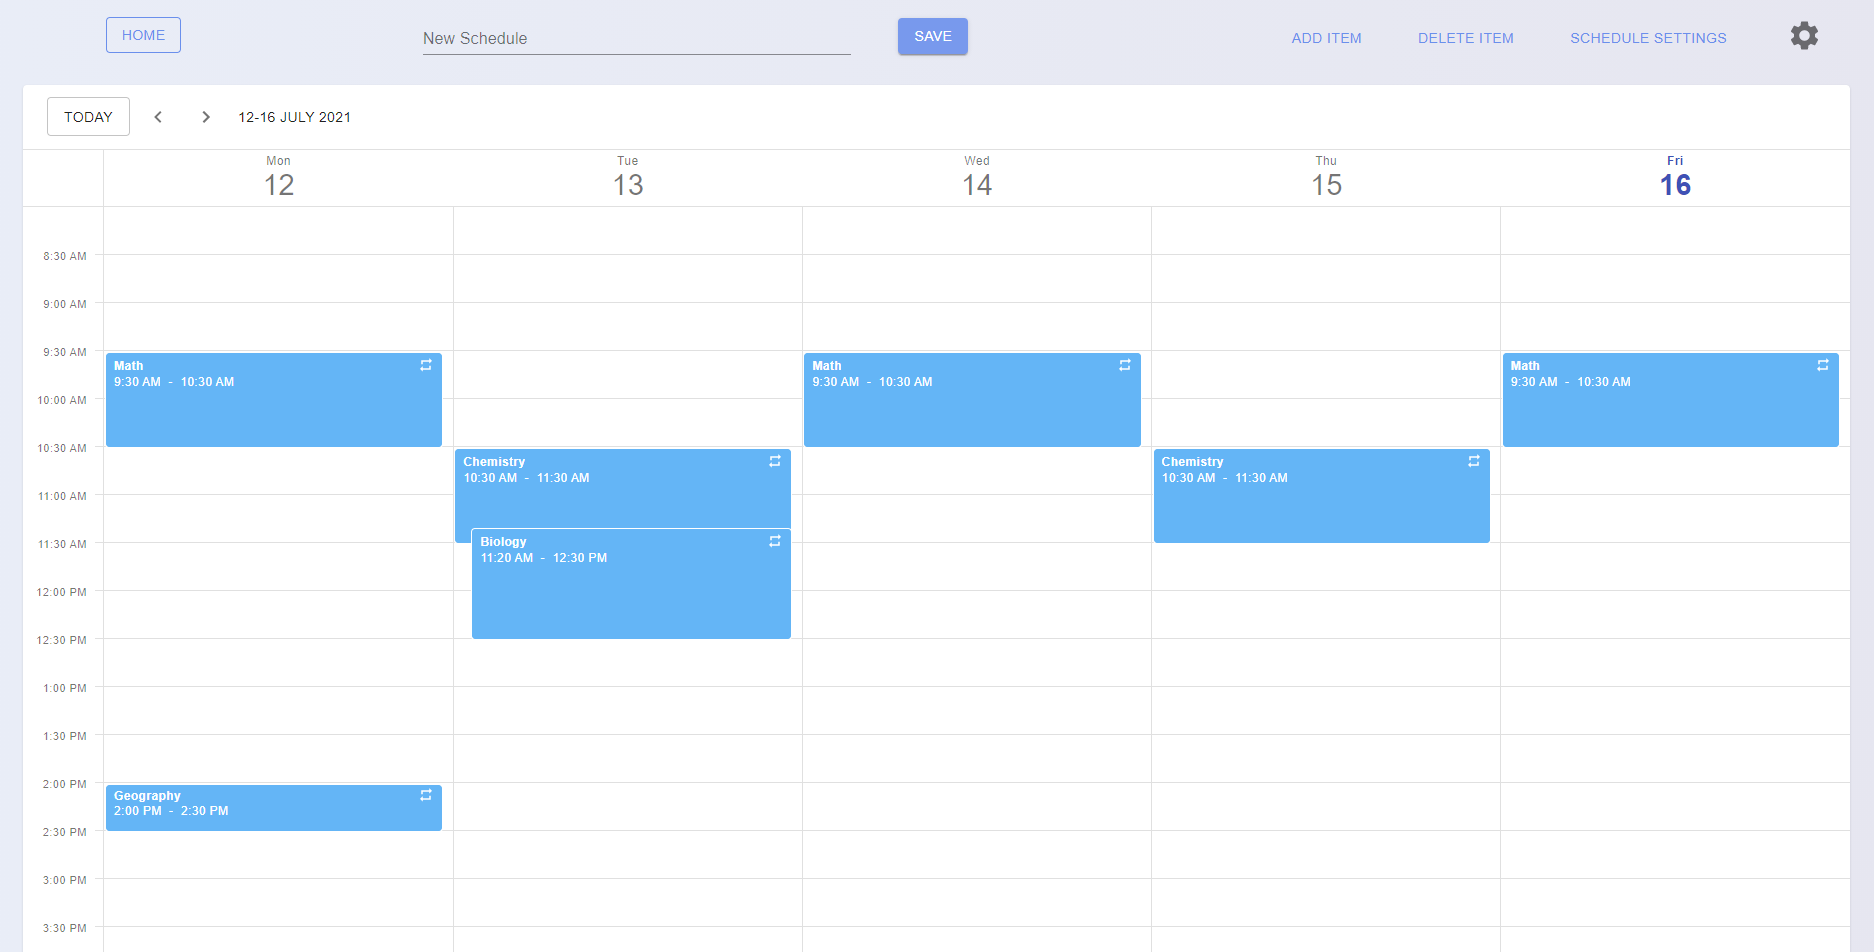 HOME
New Schedule
SAVE
ADD ITEM
DELETE ITEM
SCHEDULE SETTINGS
TODAY
12-16 JULY 2021
Mon
12
Tue
13
Wed
14
Thu
15
Fri
16
8:30 AM
9:00 AM
9:30 AM
10:00 AM
10:30 AM
11:00 AM
11:30 AM
12:00 PM
12:30 PM
1:00 PM
1:30 PM
2:00 PM
2:30 PM
3:00 PM
3:30 PM
Math
9:30 AM - 10:30 AM
Geography
2:00 PM - 2:30 PM
Chemistry
10:30 AM - 11:30 AM
Biology
11:20 AM - 12:30 PM
Math
9:30 AM - 10:30 AM
Chemistry
10:30 AM - 11:30 AM
Math
9:30 AM - 10:30 AM